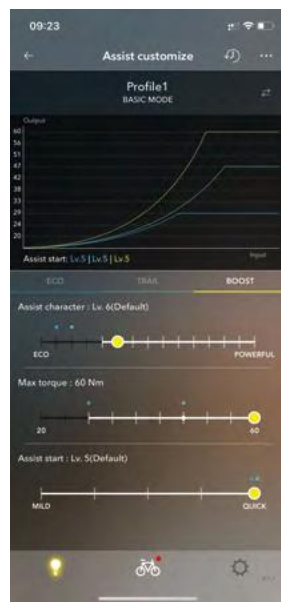 09:23
Assist customize
Profile1
BASIC MODE
Output
60
56
51
47
42
38
33
29
24
20
Assist start: Lv.5 | Lv.5 | Lv.5
Input
ECO
TRAIL
BOOST
Assist character : Lv. 6(Default)
ECO
POWERFUL
Max torque : 60 Nm
20
60
Assist start : Lv. 5(Default)
MILD
QUICK